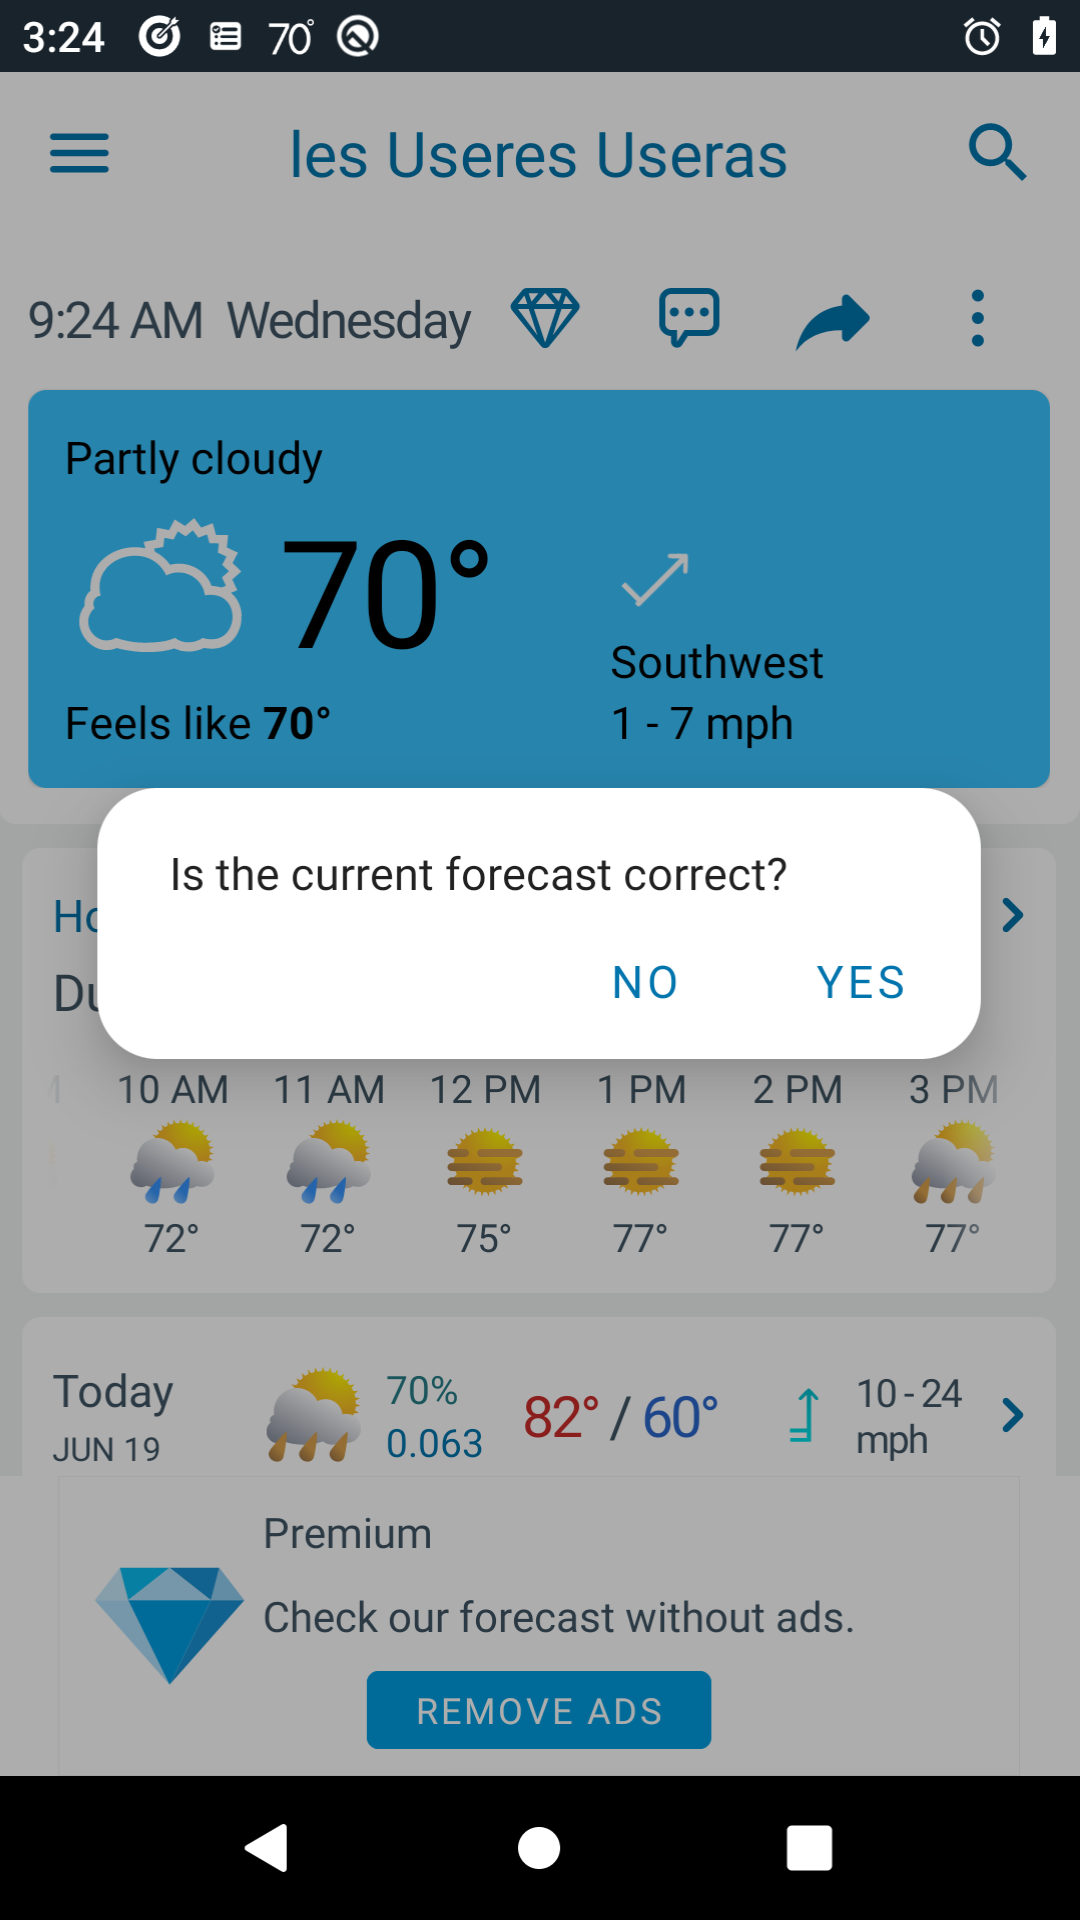 3:24 70°
les Useres Useras
9:24 AM Wednesday
Partly cloudy
70°
Feels like 70°
Southwest
1 - 7 mph
Is the current forecast correct?
NO YES
10 AM 11 AM 12 PM 1 PM 2 PM 3 PM
72° 72° 75° 77° 77° 77°
Today 70% 82° / 60° 10 - 24 mph
JUN 19 0.063
Premium
Check our forecast without ads.
REMOVE ADS